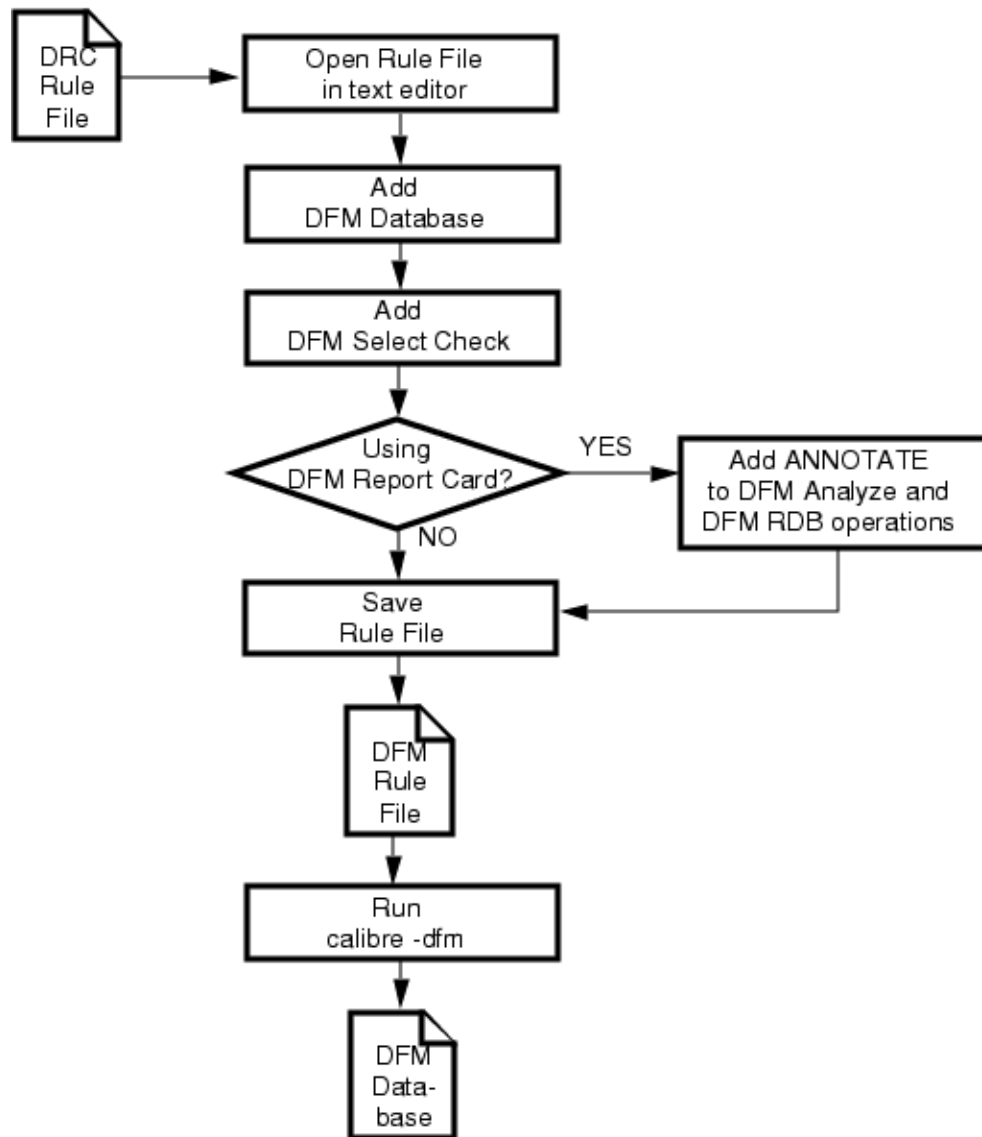 DRC
Rule
File
Open Rule File
in text editor
Add
DFM Database
Add
DFM Select Check
Using
DFM Report Card?
YES
Add ANNOTATE
to DFM Analyze and
DFM RDB operations
NO
Save
Rule File
DFM
Rule
File
Run
calibre -dfm
DFM
Data-
base